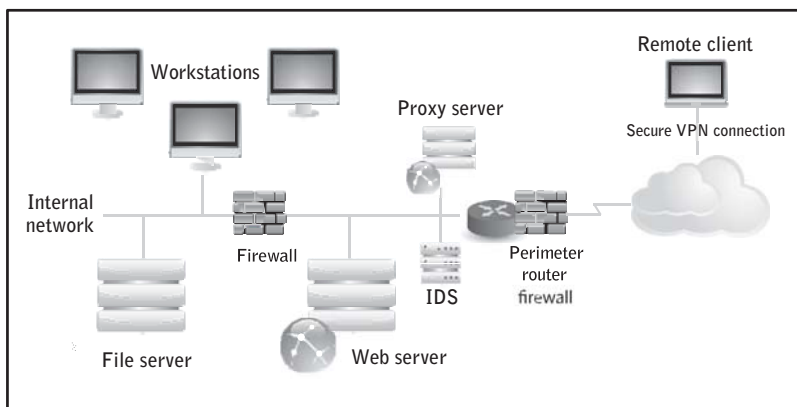 Remote client
Workstations
Proxy server
Secure VPN connection
Internal
network
Firewall
Perimeter
router
firewall
IDS
File server
Web server